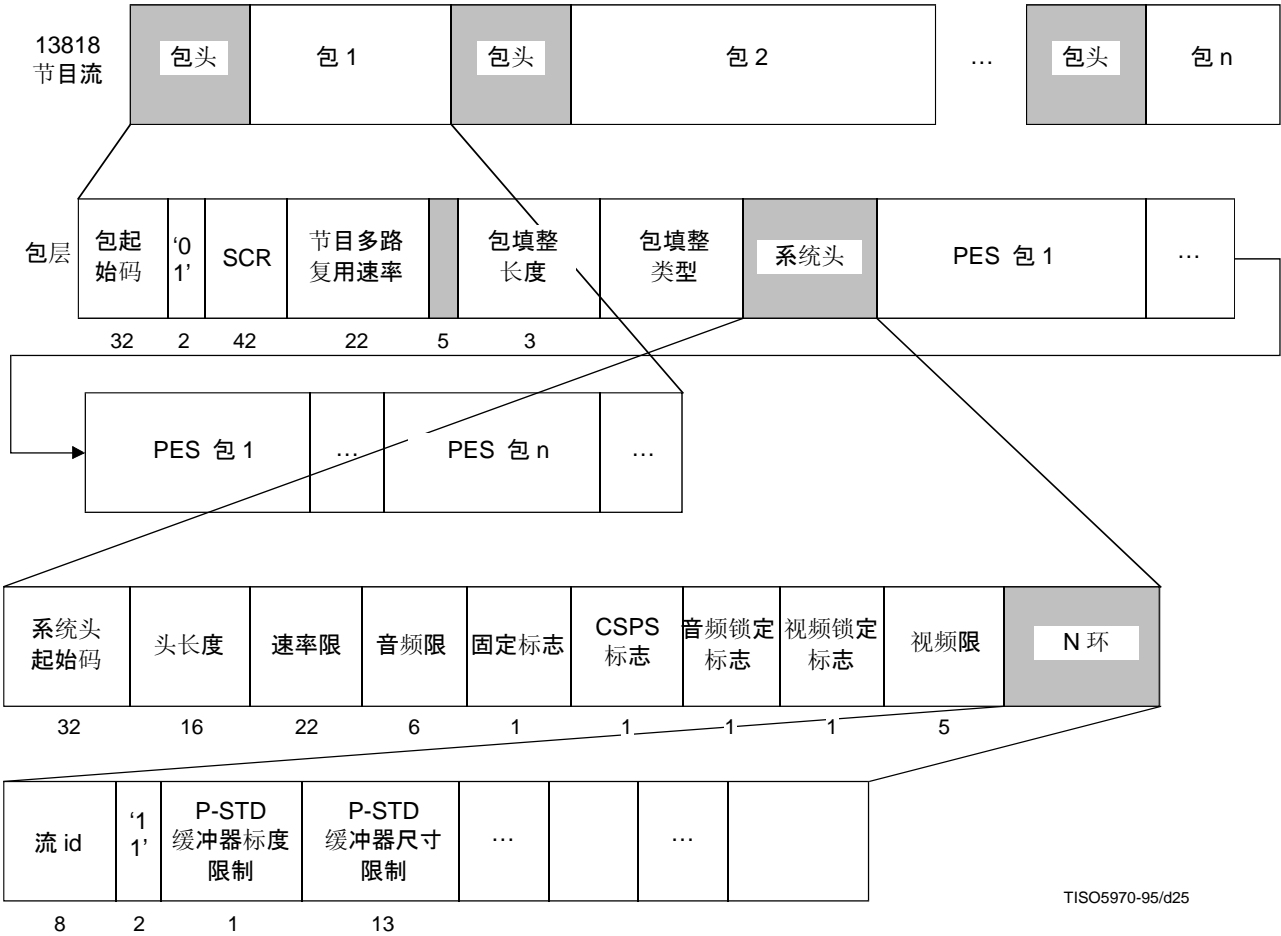 13818
节目流
包头
包 1
包头
包 2
…
包头
包 n
包层
包起
始码
‘0
1’
SCR
节目多路
复用速率
包填整
长度
包填整
类型
系统头
PES 包 1
…
32
2
42
22
5
3
PES 包 1
…
PES 包 n
…
系统头
起始码
头长度
速率限
音频限
固定标志
CSPS
标志
音频锁定
标志
视频锁定
标志
视频限
N 环
32
16
22
6
1
1
1
1
5
流 id
‘1
1’
P-STD
缓冲器标度
限制
P-STD
缓冲器尺寸
限制
…
…
8
2
1
13
TISO5970-95/d25